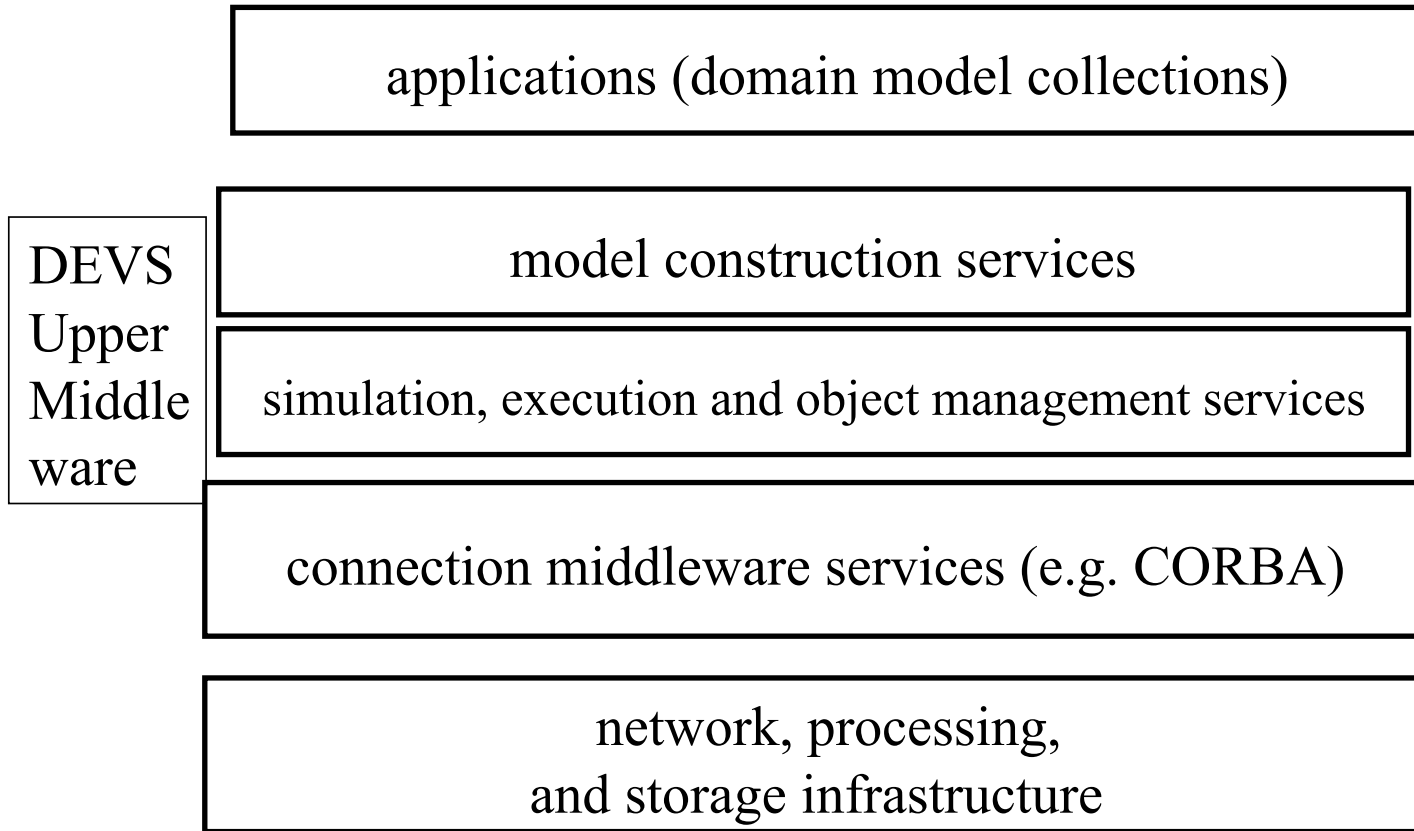 applications (domain model collections)
DEVS
Upper
Middle
ware
model construction services
simulation, execution and object management services
connection middleware services (e.g. CORBA)
network, processing,
and storage infrastructure